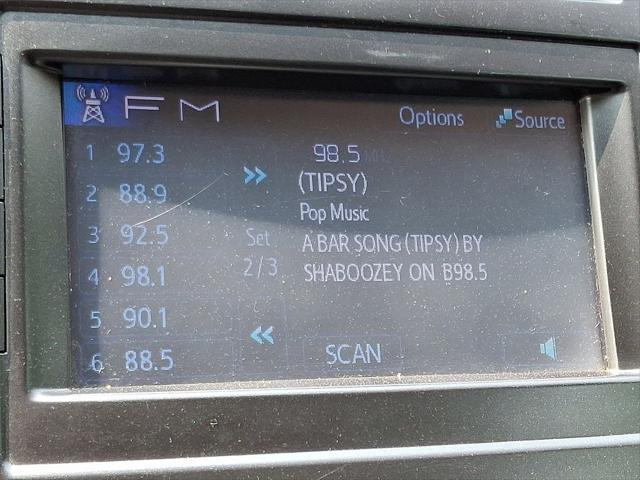 FM
Options
Source
1 97.3
2 88.9
3 92.5
4 98.1
5 90.1
6 88.5
Set
2/3
98.5 MHz
(TIPSY)
Pop Music
A BAR SONG (TIPSY) BY
SHABOOZEY ON B98.5
SCAN